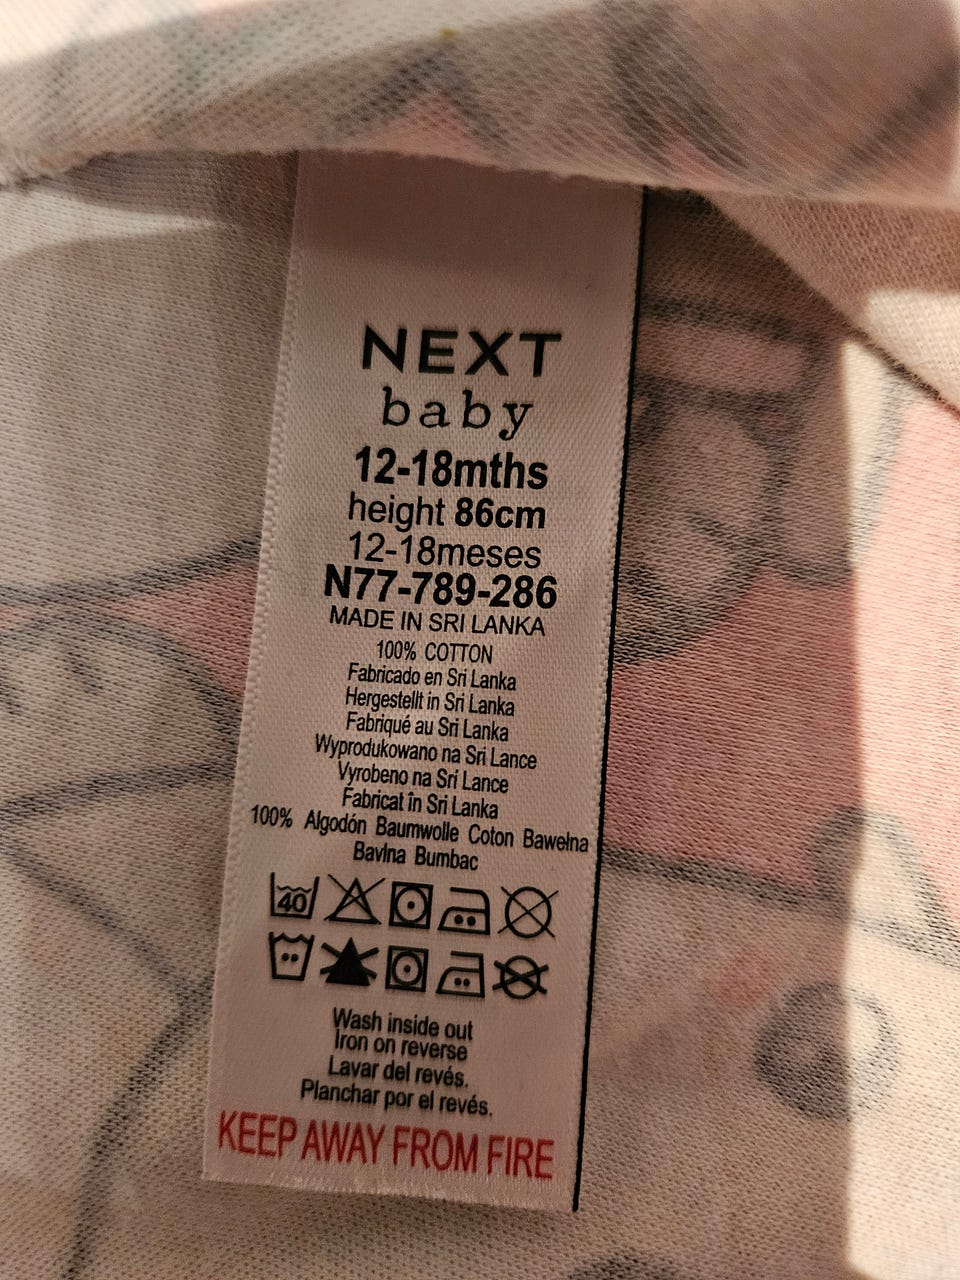 NEXT
baby
12-18mths
height 86cm
12-18meses
N77-789-286
MADE IN SRI LANKA
100% COTTON
Fabricado en Sri Lanka
Hergestellt in Sri Lanka
Fabriqué au Sri Lanka
Wyprodukowano na Sri Lance
Vyrobeno na Srí Lance
Fabricat în Sri Lanka
100% Algodón Baumwolle Coton Bawełna
Bavlna Bumbac
40
Wash inside out
Iron on reverse
Lavar del revés.
Planchar por el revés.
KEEP AWAY FROM FIRE